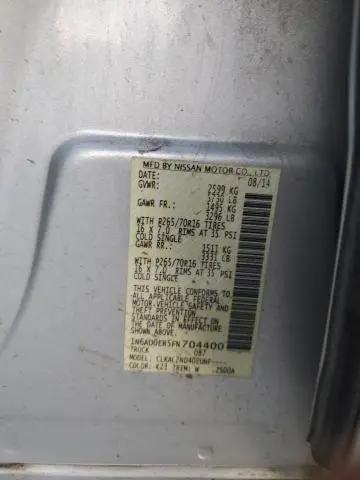 MFD BY NISSAN MOTOR CO., LTD
DATE: 08/14
GVWR: 2599 KG
LB
GAWR FR.: 1495 KG
3296 LB
WITH P265/70R16 TIRES
16 X 7.0 RIMS AT 35 PSI
COLD SINGLE
GAWR RR.: 1511 KG
3331 LB
WITH P265/70R16 TIRES
16 X 7.0 RIMS AT 35 PSI
COLD SINGLE
THIS VEHICLE CONFORMS TO ALL
APPLICABLE FEDERAL MOTOR
VEHICLE SAFETY AND
THEFT PREVENTION STANDARDS
IN EFFECT ON THE DATE OF
MANUFACTURE SHOWN
ABOVE.
1N6AD0EN5FN704400
TRUCK 087
MODEL:
COLOR: K23 TRIM: W 2500A